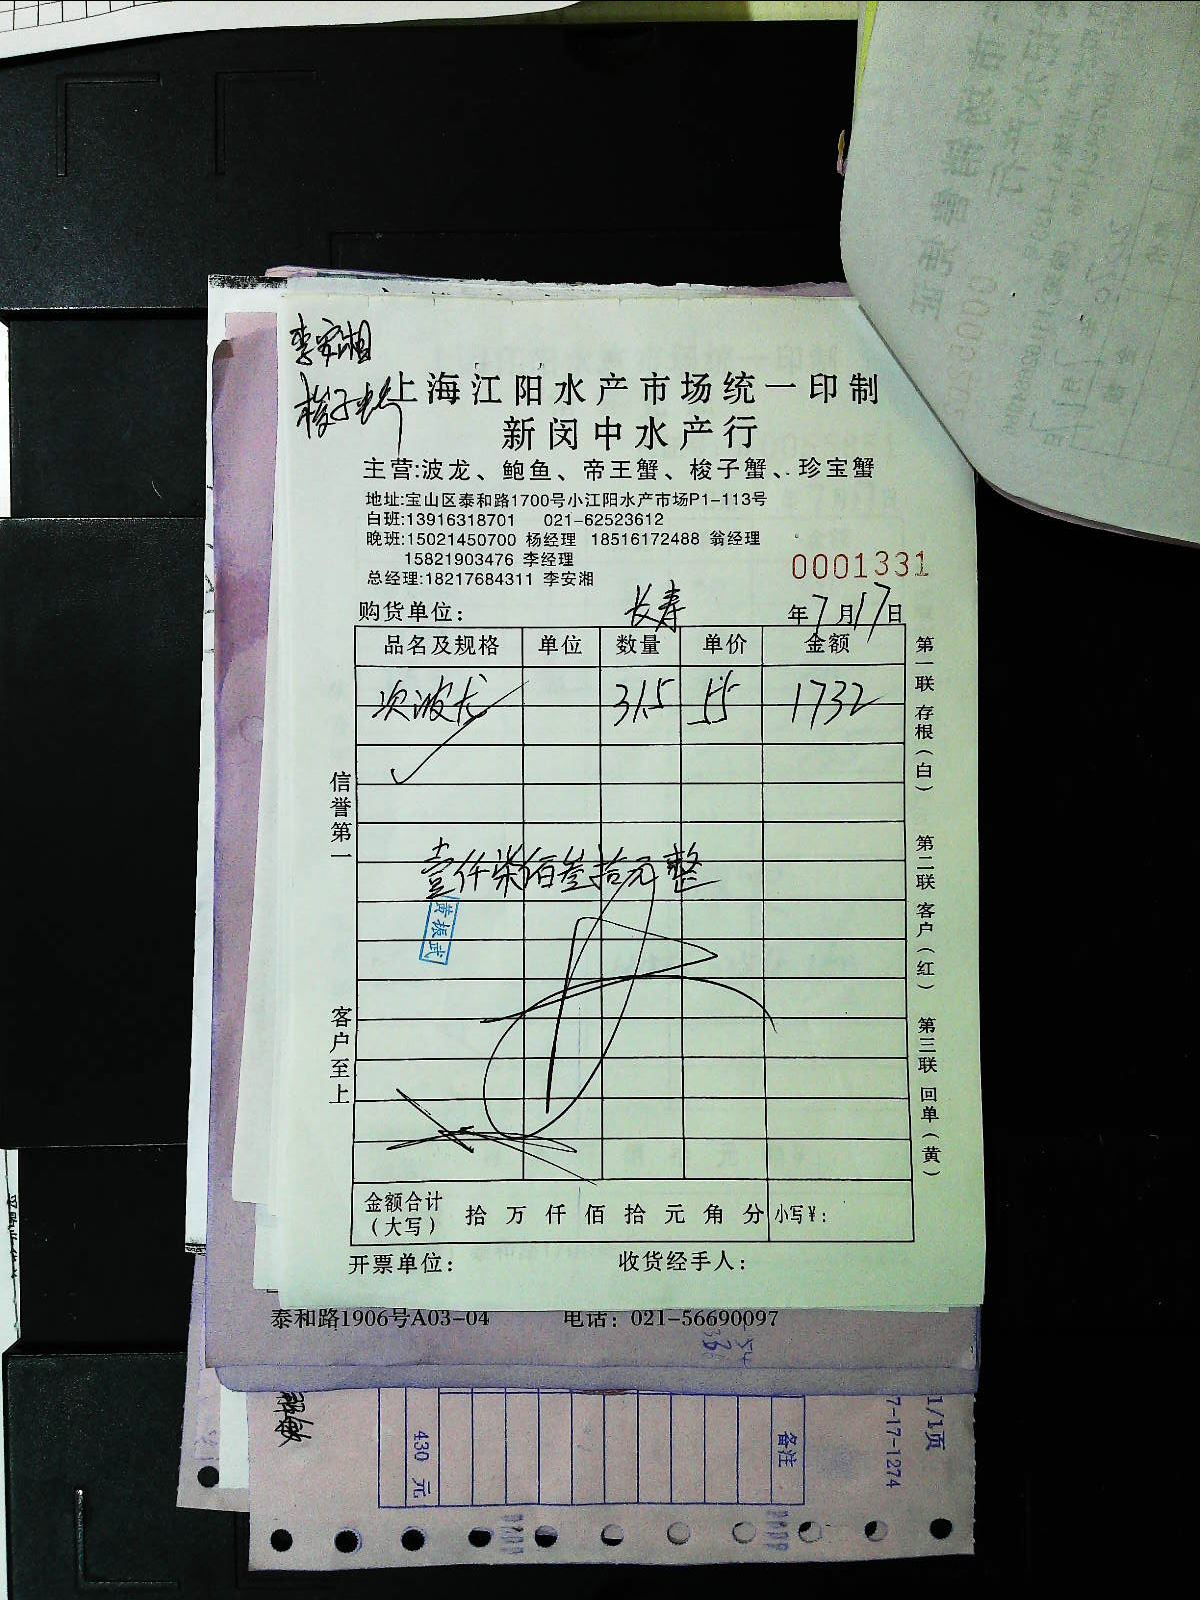 李安湘
梭子蟹
上海江阳水产市场统一印制
新闵中水产行
主营:波龙、鲍鱼、帝王蟹、梭子蟹、珍宝蟹
地址:宝山区泰和路1700号小江阳水产市场P1-113号
白班:13916318701 021-62523612
晚班:15021450700 杨经理 18516172488 翁经理
15821903476 李经理
总经理:18217684311 李安湘
0001331
购货单位: 长寿 年7月17日
品名及规格 单位 数量 单价 金额
次波龙 31.5 55 1732
壹仟柒佰叁拾元整
黄振武
信誉第一
客户至上
第一联 存根(白)
第二联 客户(红)
第三联 回单(黄)
金额合计(大写) 拾 万 仟 佰 拾 元 角 分 小写¥:
开票单位: 收货经手人:
泰和路1906号A03-04 电话: 021-56690097
430 元
备注
7-17-1274
1/1页